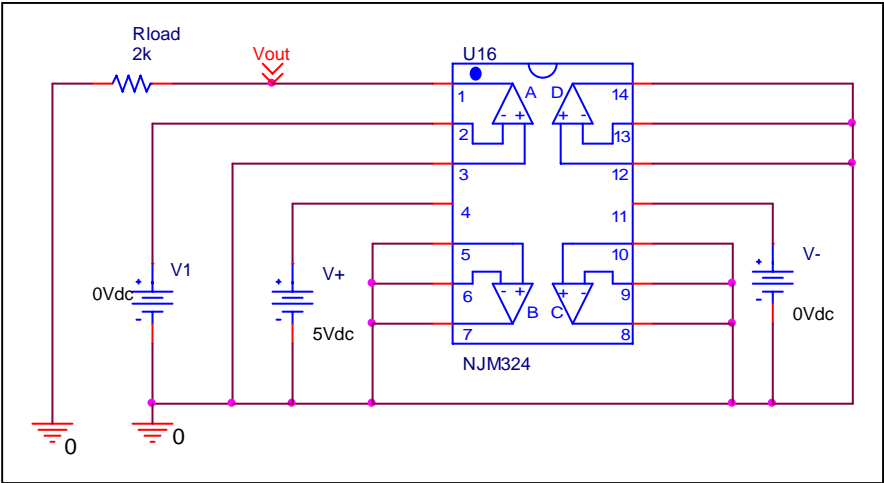 Rload
2k
Vout
U16
A D
1 14
- + + -
2 13
3 12
4 11
V1
V+
V-
0Vdc
5Vdc
0Vdc
5 10
6 9
- + + -
B C
7 8
NJM324
+ -
+ -
+ -
0
0